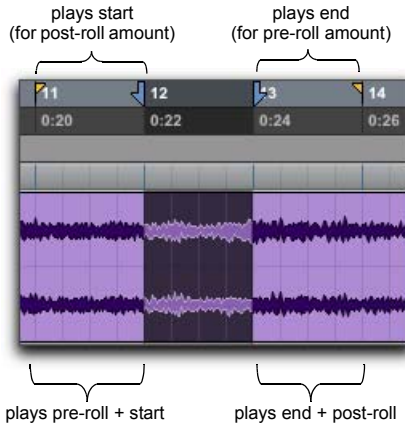 plays start
(for post-roll amount)
plays end
(for pre-roll amount)
11 12 13 14
0:20 0:22 0:24 0:26
plays pre-roll + start
plays end + post-roll